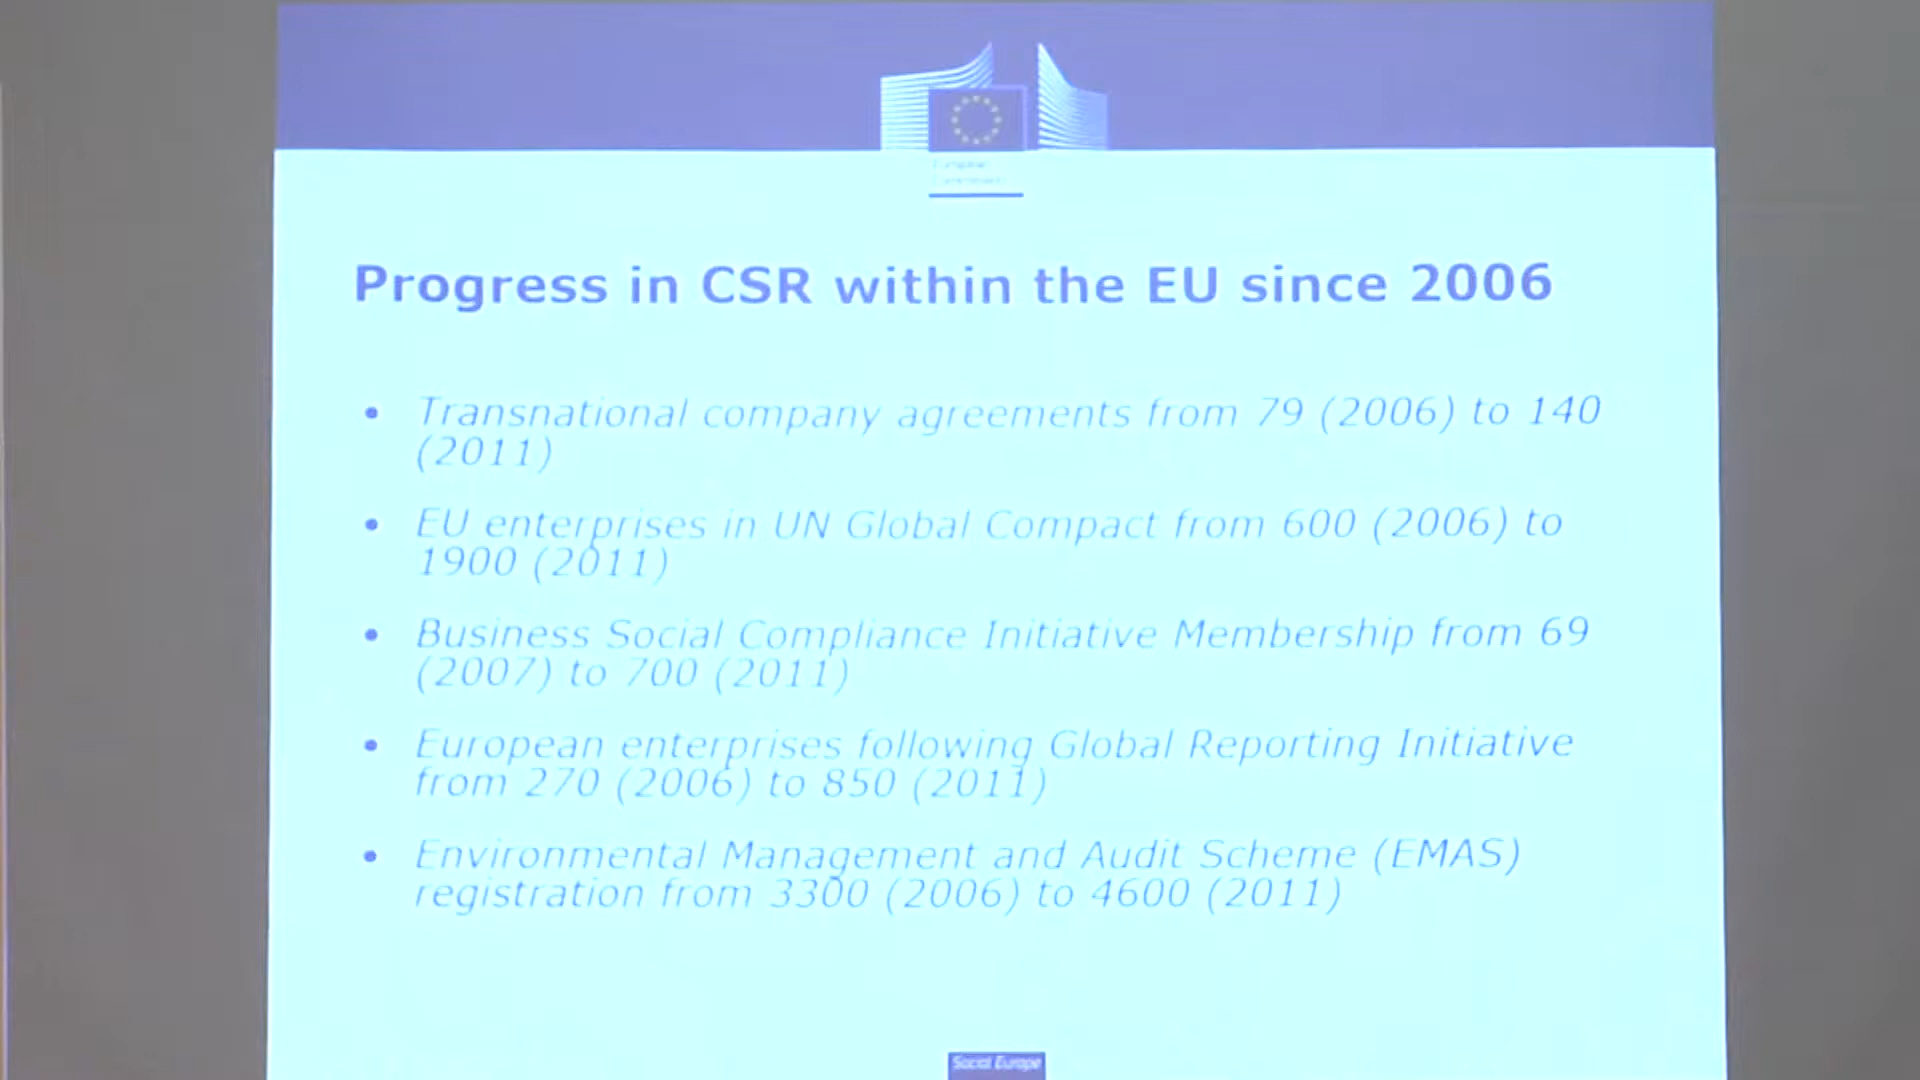 European
Commission
Progress in CSR within the EU since 2006
• Transnational company agreements from 79 (2006) to 140
(2011)
• EU enterprises in UN Global Compact from 600 (2006) to
1900 (2011)
• Business Social Compliance Initiative Membership from 69
(2007) to 700 (2011)
• European enterprises following Global Reporting Initiative
from 270 (2006) to 850 (2011)
• Environmental Management and Audit Scheme (EMAS)
registration from 3300 (2006) to 4600 (2011)
Social Europe